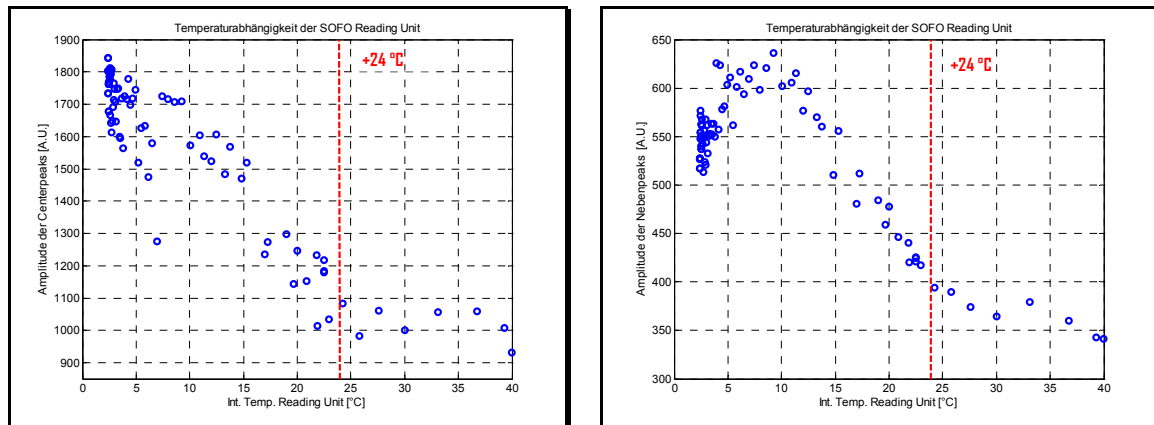 Temperaturabhängigkeit der SOFO Reading Unit
1900
1800
1700
1600
1500
1400
1300
1200
1100
1000
900
Amplitude der Centerpeaks [A.U.]
+24 °C
0 5 10 15 20 25 30 35 40
Int. Temp. Reading Unit [°C]
Temperaturabhängigkeit der SOFO Reading Unit
650
600
550
500
450
400
350
300
Amplitude der Nebenpeaks [A.U.]
+24 °C
0 5 10 15 20 25 30 35 40
Int. Temp. Reading Unit [°C]